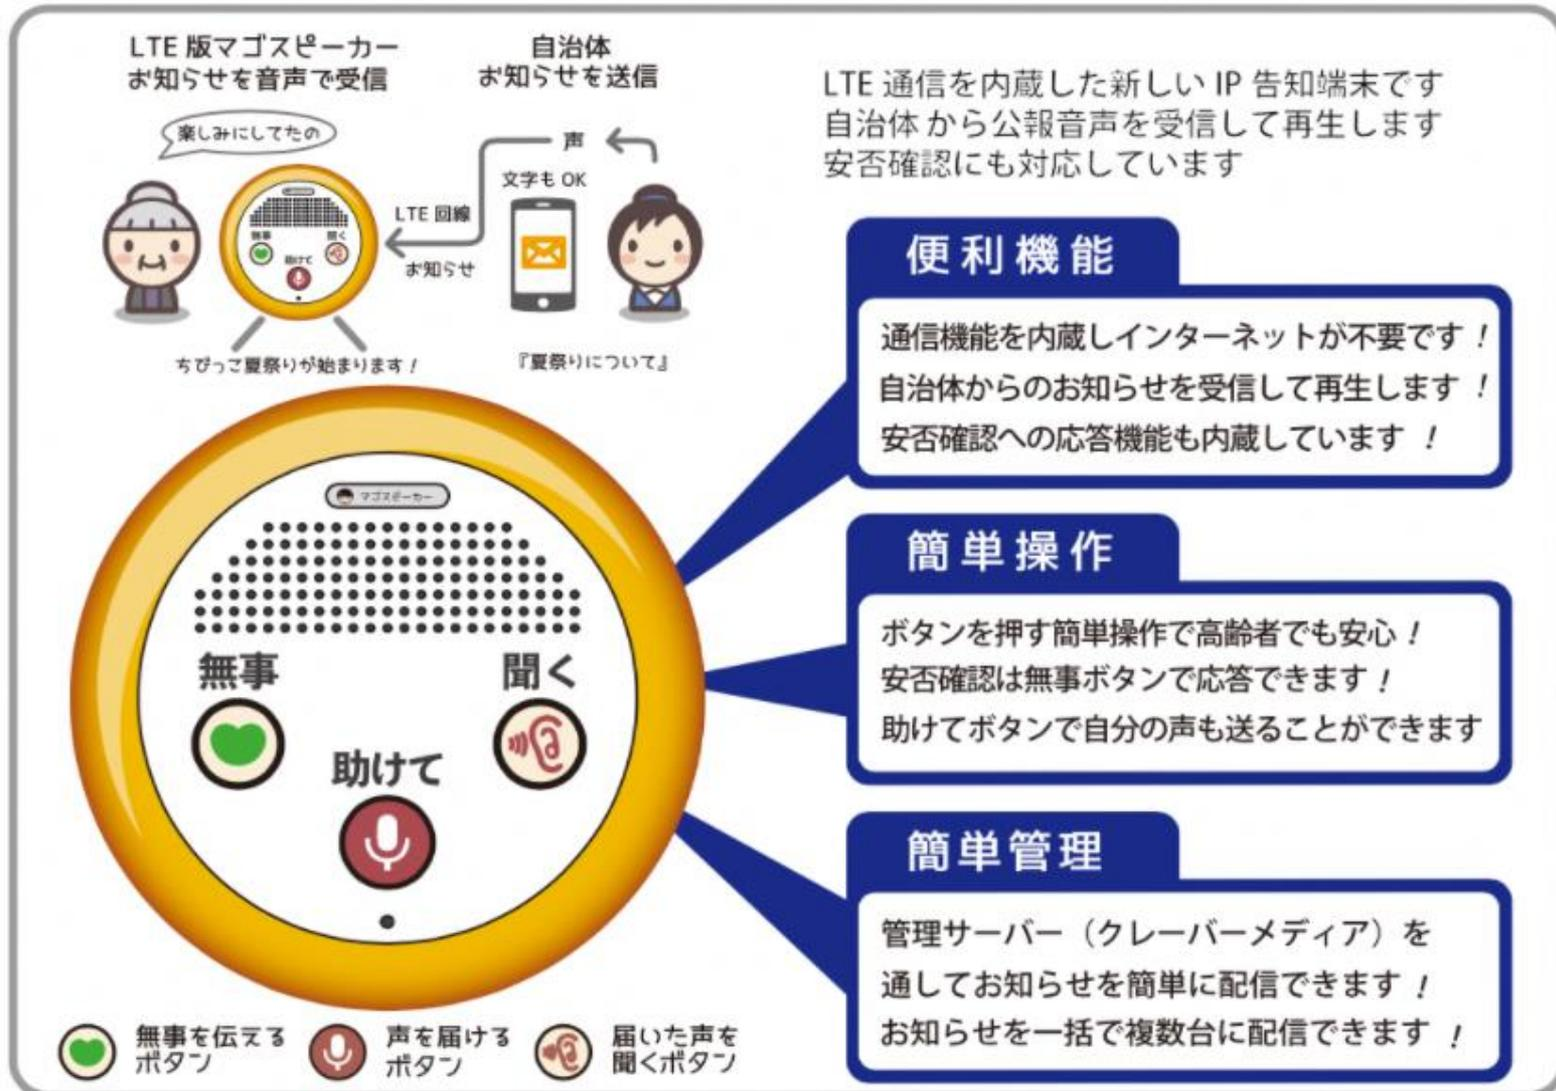 LTE 版マゴスピーカー
お知らせを音声で受信
自治体
お知らせを送信
楽しみにしてたの
声
文字も OK
LTE 回線
お知らせ
無事
聞く
助けて
ちびっこ夏祭りが始まります！
『夏祭りについて』
LTE 通信を内蔵した新しい IP 告知端末です
自治体 から公報音声を受信して再生します
安否確認にも対応しています
便利機能
通信機能を内蔵しインターネットが不要です！
自治体からのお知らせを受信して再生します！
安否確認への応答機能も内蔵しています ！
マゴスピーカー
無事
聞く
助けて
簡単操作
ボタンを押す簡単操作で高齢者でも安心！
安否確認は無事ボタンで応答できます！
助けてボタンで自分の声も送ることができます
簡単管理
管理サーバー（クレーバーメディア）を
通してお知らせを簡単に配信できます！
お知らせを一括で複数台に配信できます ！
無事を伝える
ボタン
声を届ける
ボタン
届いた声を
聞くボタン